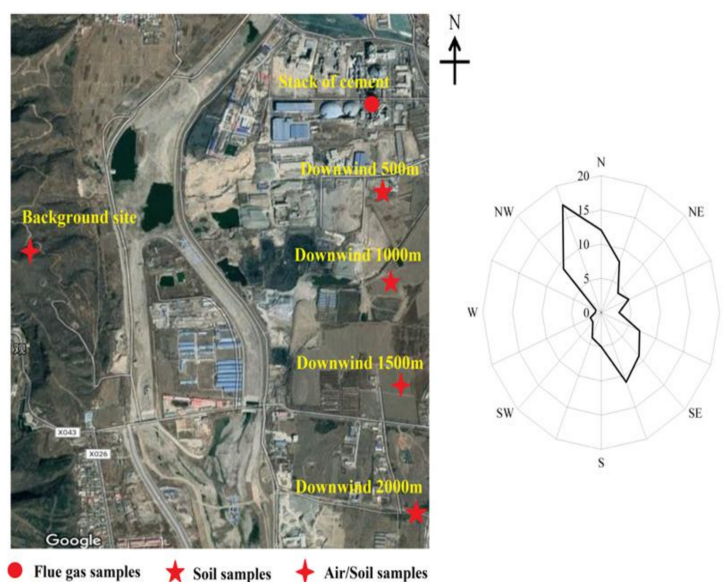 N
Stack of cement
Downwind 500m
Background site
Downwind 1000m
Downwind 1500m
X043
X026
Downwind 2000m
Google
N
20
NW
15
NE
10
5
W
0
E
SW
SE
S
Flue gas samples
Soil samples
Air/Soil samples